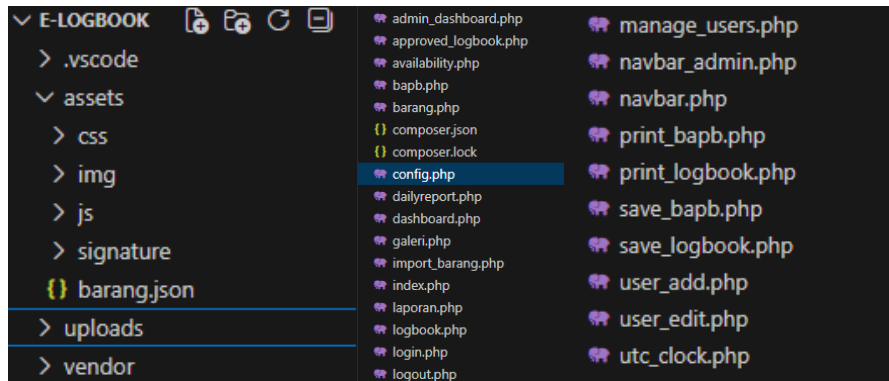 E-LOGBOOK
.vscode
assets
css
img
js
signature
{} barang.json
uploads
vendor
admin_dashboard.php
approved_logbook.php
availability.php
bapb.php
barang.php
{} composer.json
{} composer.lock
config.php
dailyreport.php
dashboard.php
galeri.php
import_barang.php
index.php
laporan.php
logbook.php
login.php
logout.php
manage_users.php
navbar_admin.php
navbar.php
print_bapb.php
print_logbook.php
save_bapb.php
save_logbook.php
user_add.php
user_edit.php
utc_clock.php